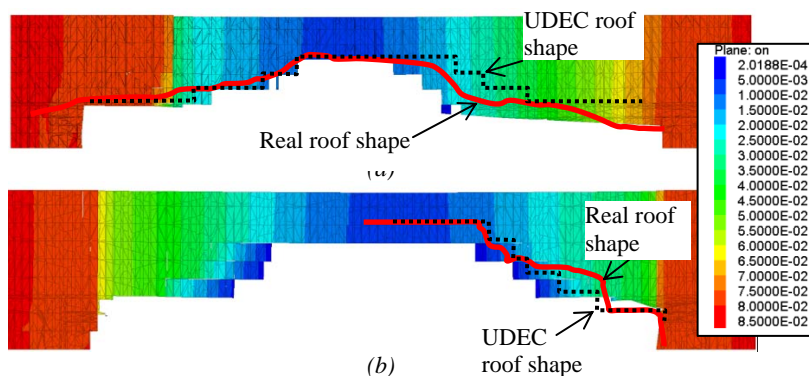 UDEC roof
shape
Real roof shape
(a)
Plane: on
2.0188E-04
5.0000E-03
1.0000E-02
1.5000E-02
2.0000E-02
2.5000E-02
3.0000E-02
3.5000E-02
4.0000E-02
4.5000E-02
5.0000E-02
5.5000E-02
6.0000E-02
6.5000E-02
7.0000E-02
7.5000E-02
8.0000E-02
8.5000E-02
Real roof
shape
UDEC
roof shape
(b)